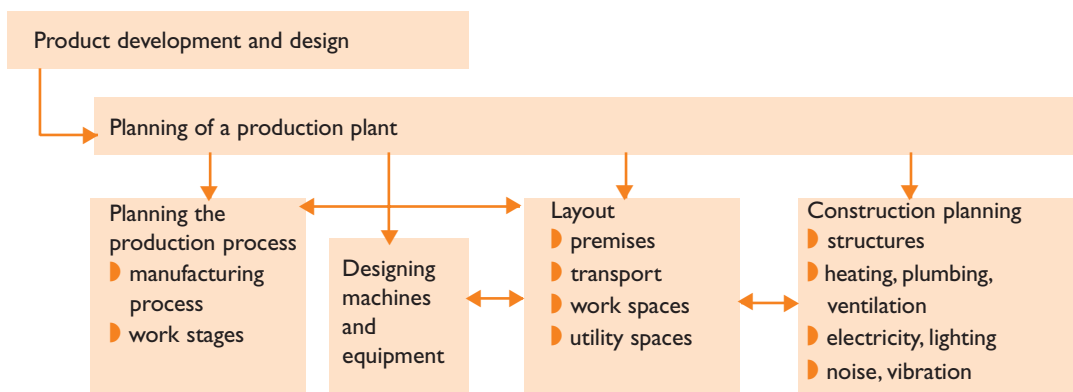 Product development and design
Planning of a production plant
Planning the
production process
manufacturing
process
work stages
Designing
machines
and
equipment
Layout
premises
transport
work spaces
utility spaces
Construction planning
structures
heating, plumbing,
ventilation
electricity, lighting
noise, vibration